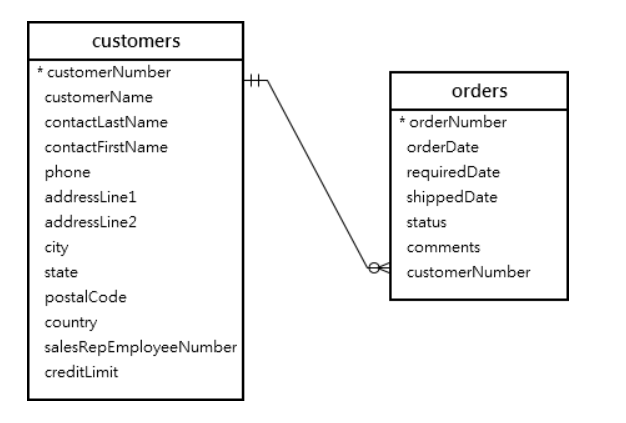 customers
* customerNumber
customerName
contactLastName
contactFirstName
phone
addressLine1
addressLine2
city
state
postalCode
country
salesRepEmployeeNumber
creditLimit
orders
* orderNumber
orderDate
requiredDate
shippedDate
status
comments
customerNumber